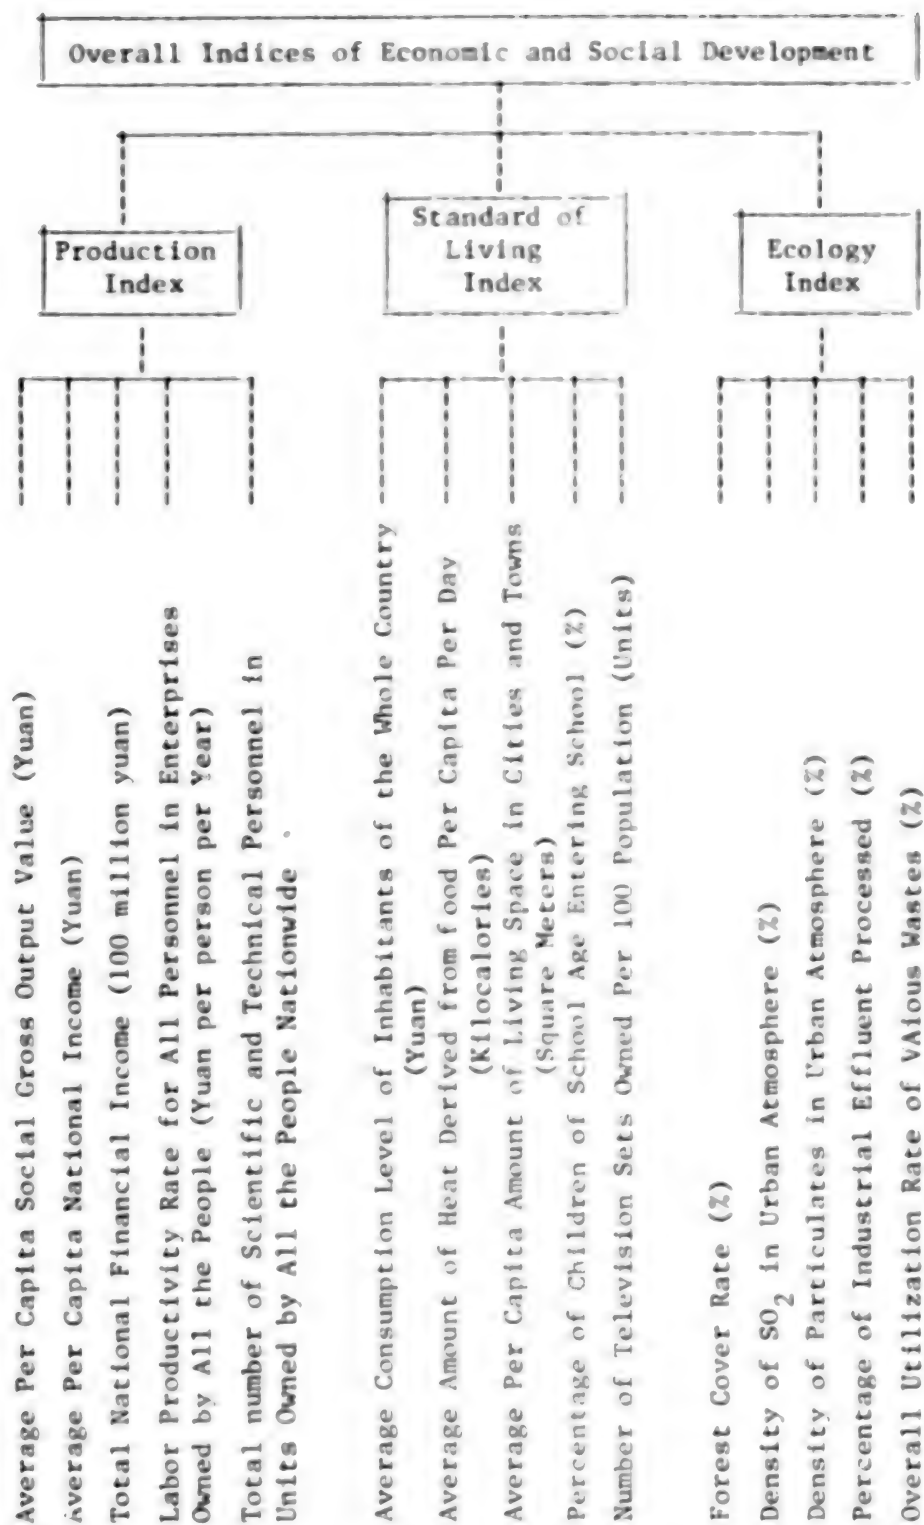 Overall Indices of Economic and Social Development
Production
Index
Standard of
Living
Index
Ecology
Index
Average Per Capita Social Gross Output Value (Yuan)
Average Per Capita National Income (Yuan)
Total National Financial Income (100 million yuan)
Labor Productivity Rate for All Personnel in Enterprises
Owned by All the People (Yuan per person per Year)
Total number of Scientific and Technical Personnel in
Units Owned by All the People Nationwide
Average Consumption Level of Inhabitants of the Whole Country
(Yuan)
Average Amount of Heat Derived from food Per Capita Per Day
(Kilocalories)
Average Per Capita Amount of Living Space in Cities and Towns
(Square Meters)
Percentage of Children of School Age Entering School (%)
Number of Television Sets Owned Per 100 Population (Units)
Forest Cover Rate (%)
Density of SO2 in Urban Atmosphere (%)
Density of Particulates in Urban Atmosphere (%)
Percentage of Industrial Effluent Processed (%)
Overall Utilization Rate of VAious Wastes (%)